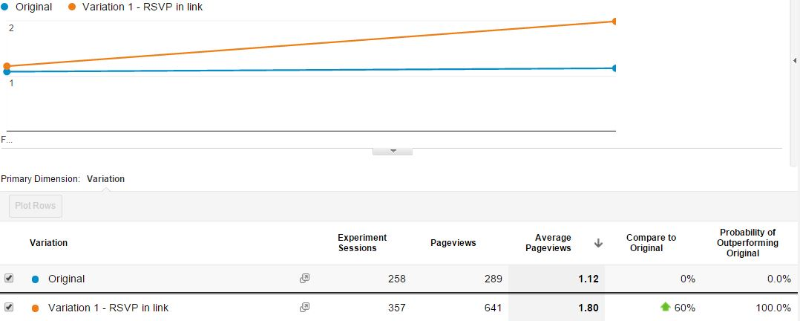 Original Variation 1 - RSVP in link
2
1
F...
Primary Dimension: Variation
Plot Rows
Variation Experiment Sessions Pageviews Average Pageviews Compare to Original Probability of Outperforming Original
Original 258 289 1.12 0% 0.0%
Variation 1 - RSVP in link 357 641 1.80 60% 100.0%